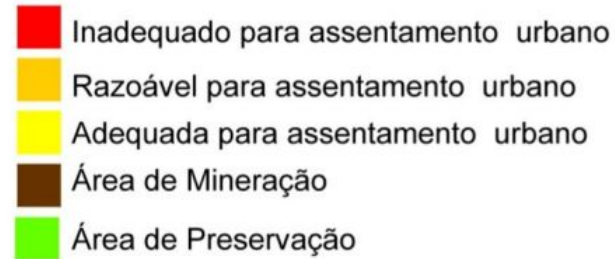 Inadequado para assentamento urbano
Razoável para assentamento urbano
Adequada para assentamento urbano
Área de Mineração
Área de Preservação